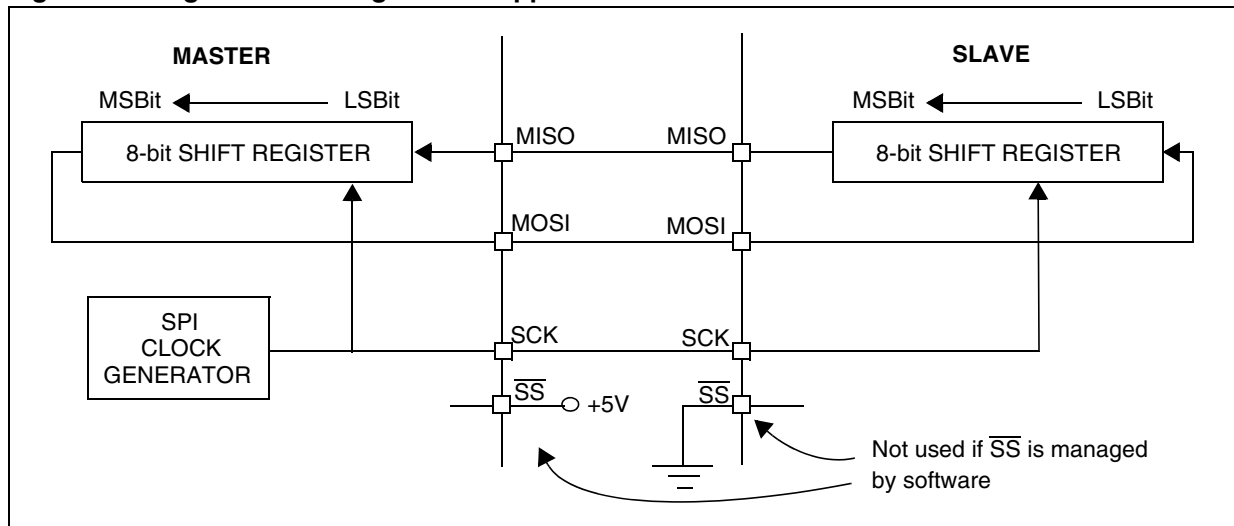 MASTER
SLAVE
MSBit
LSBit
MSBit
LSBit
8-bit SHIFT REGISTER
MISO
MISO
8-bit SHIFT REGISTER
MOSI
MOSI
SPI
CLOCK
GENERATOR
SCK
SCK
SS
+5V
SS
Not used if SS is managed
by software